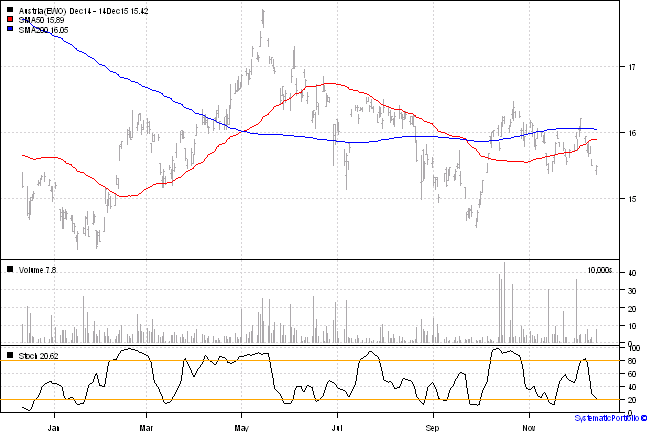 Austria(EWO) Dec14 - 14Dec15 15.42
SMA50 15.89
SMA200 16.05
17
16
15
Volume 7.8
10,000s
40
30
20
10
0
Stoch 20.62
100
80
60
40
20
0
Jan Mar May Jul Sep Nov
SystematicPortfolio ©